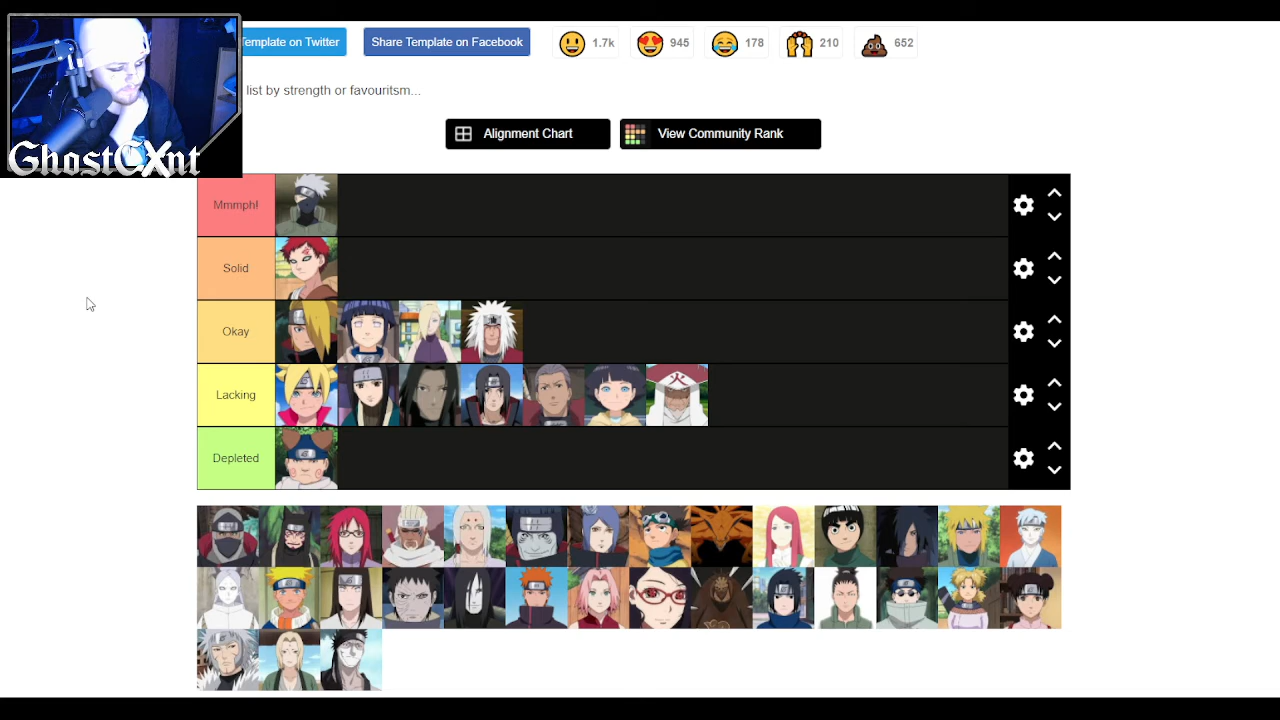 Template on Twitter
Share Template on Facebook
1.7k
945
178
210
652
GhostCXnt
list by strength or favouritsm...
Alignment Chart
View Community Rank
Mmmph!
Solid
Okay
Lacking
Depleted